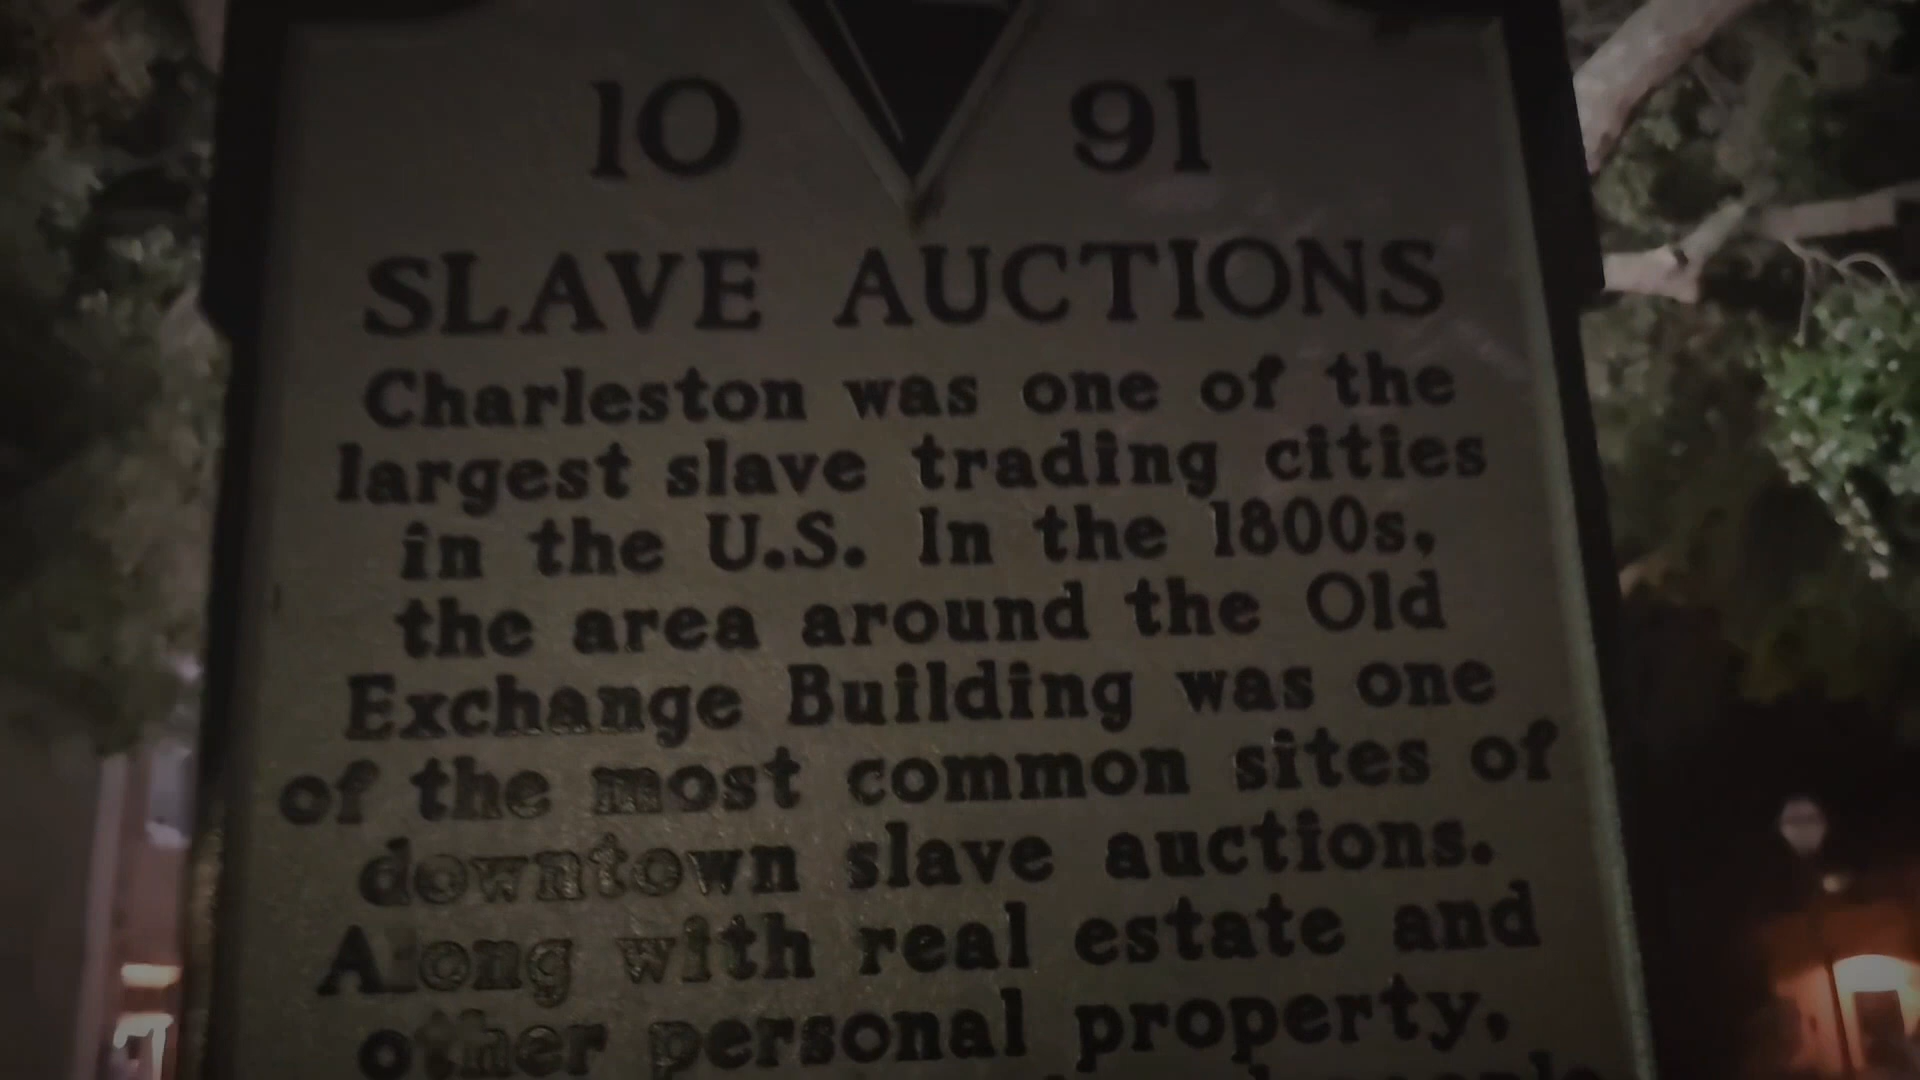 10 91
SLAVE AUCTIONS
Charleston was one of the
largest slave trading cities
in the U.S. In the 1800s,
the area around the Old
Exchange Building was one
of the most common sites of
downtown slave auctions.
Along with real estate and
other personal property,